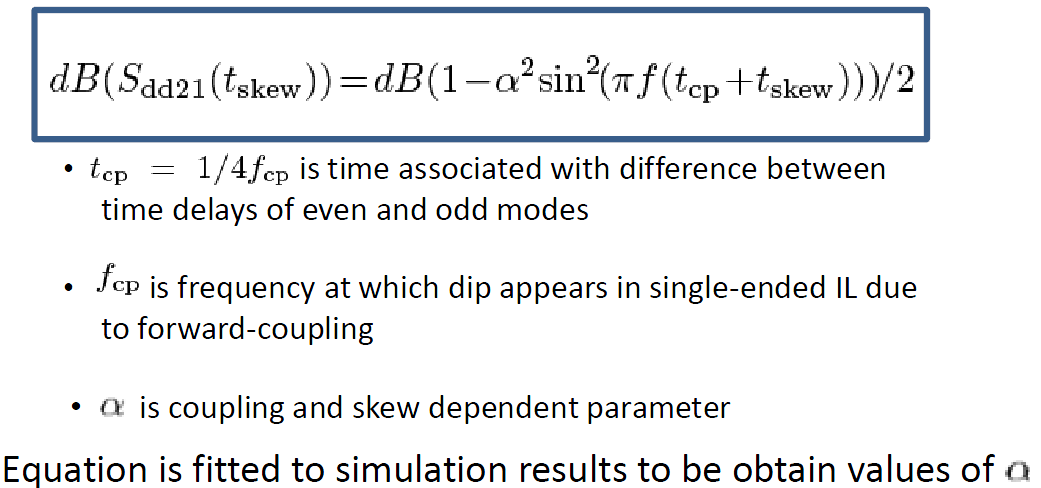 dB(S_dd21(t_skew))=dB(1−α²sin²(πf(t_cp+t_skew)))/2
• t_cp = 1/4f_cp is time associated with difference between
time delays of even and odd modes
• f_cp is frequency at which dip appears in single-ended IL due
to forward-coupling
• α is coupling and skew dependent parameter
Equation is fitted to simulation results to be obtain values of α